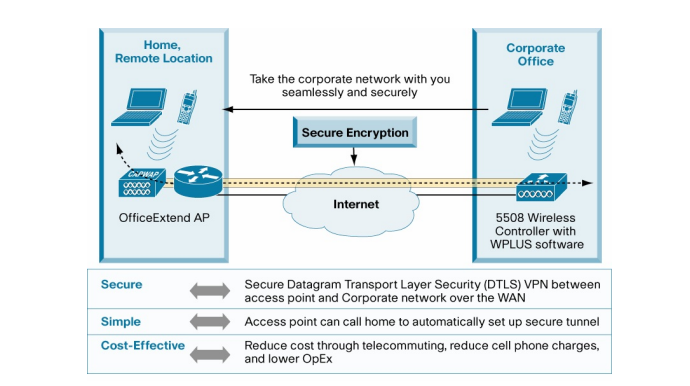 Home,
Remote Location
Corporate
Office
Take the corporate network with you
seamlessly and securely
Secure Encryption
CAPWAP
Internet
OfficeExtend AP
5508 Wireless
Controller with
WPLUS software
Secure
Secure Datagram Transport Layer Security (DTLS) VPN between
access point and Corporate network over the WAN
Simple
Access point can call home to automatically set up secure tunnel
Cost-Effective
Reduce cost through telecommuting, reduce cell phone charges,
and lower OpEx